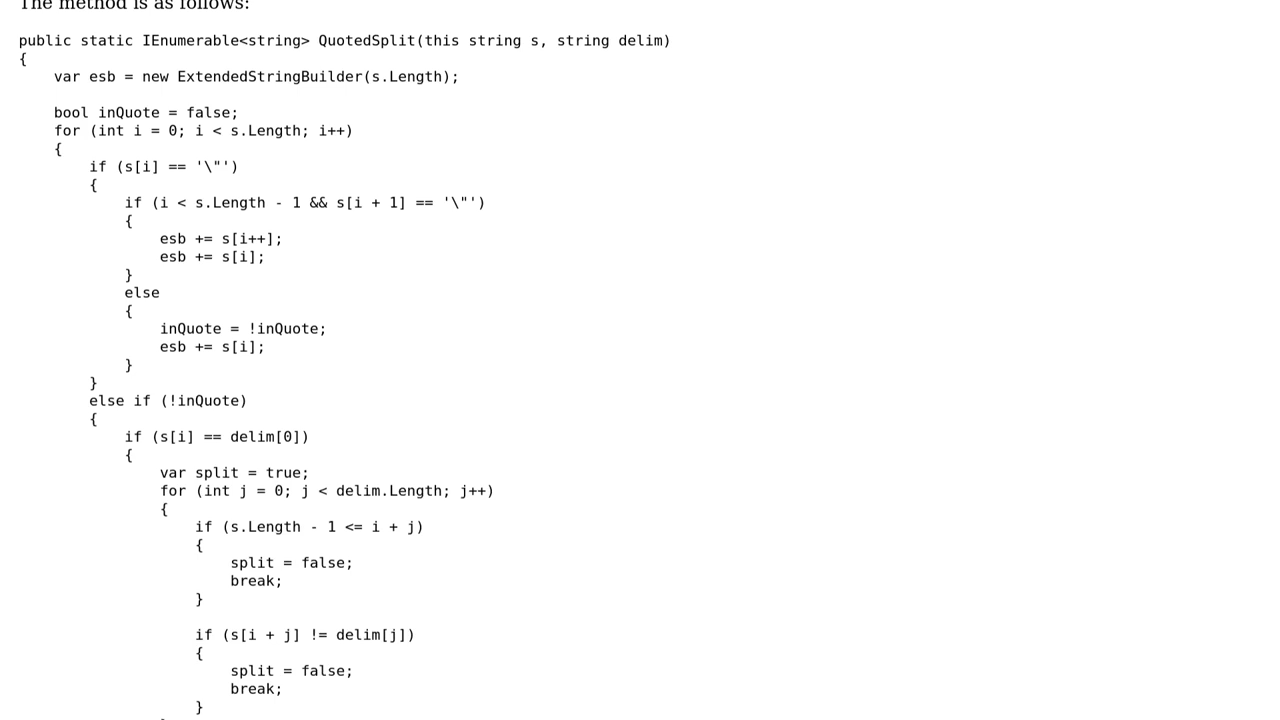 The method is as follows:
public static IEnumerable<string> QuotedSplit(this string s, string delim)
{
    var esb = new ExtendedStringBuilder(s.Length);

    bool inQuote = false;
    for (int i = 0; i < s.Length; i++)
    {
        if (s[i] == '\"')
        {
            if (i < s.Length - 1 && s[i + 1] == '\"')
            {
                esb += s[i++];
                esb += s[i];
            }
            else
            {
                inQuote = !inQuote;
                esb += s[i];
            }
        }
        else if (!inQuote)
        {
            if (s[i] == delim[0])
            {
                var split = true;
                for (int j = 0; j < delim.Length; j++)
                {
                    if (s.Length - 1 <= i + j)
                    {
                        split = false;
                        break;
                    }

                    if (s[i + j] != delim[j])
                    {
                        split = false;
                        break;
                    }